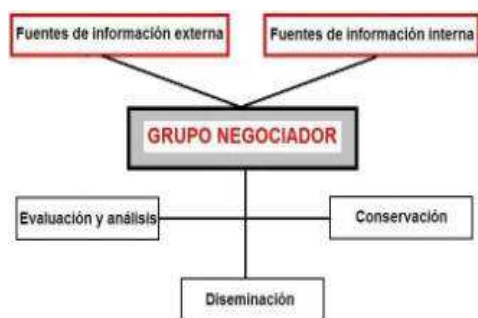 Fuentes de información externa
Fuentes de información interna
GRUPO NEGOCIADOR
Evaluación y análisis
Conservación
Diseminación